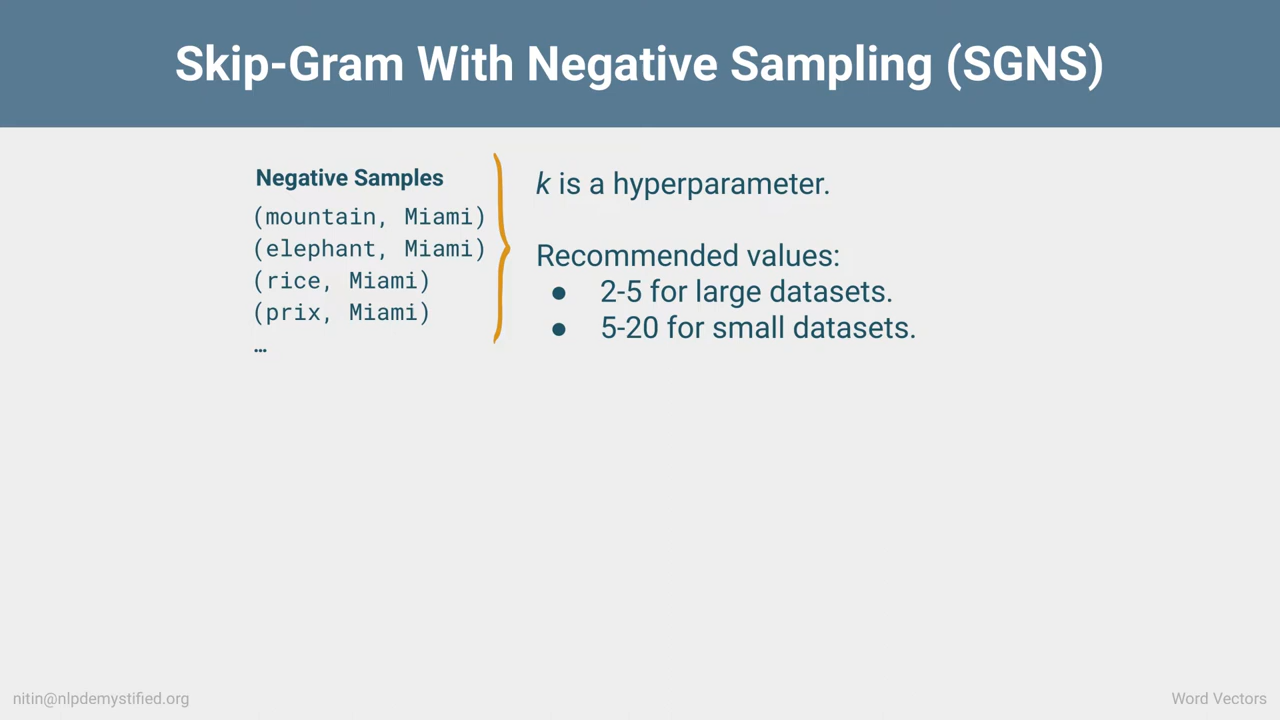 Skip-Gram With Negative Sampling (SGNS)
Negative Samples
(mountain, Miami)
(elephant, Miami)
(rice, Miami)
(prix, Miami)
…
k is a hyperparameter.
Recommended values:
● 2-5 for large datasets.
● 5-20 for small datasets.
nitin@nlpdemystified.org
Word Vectors